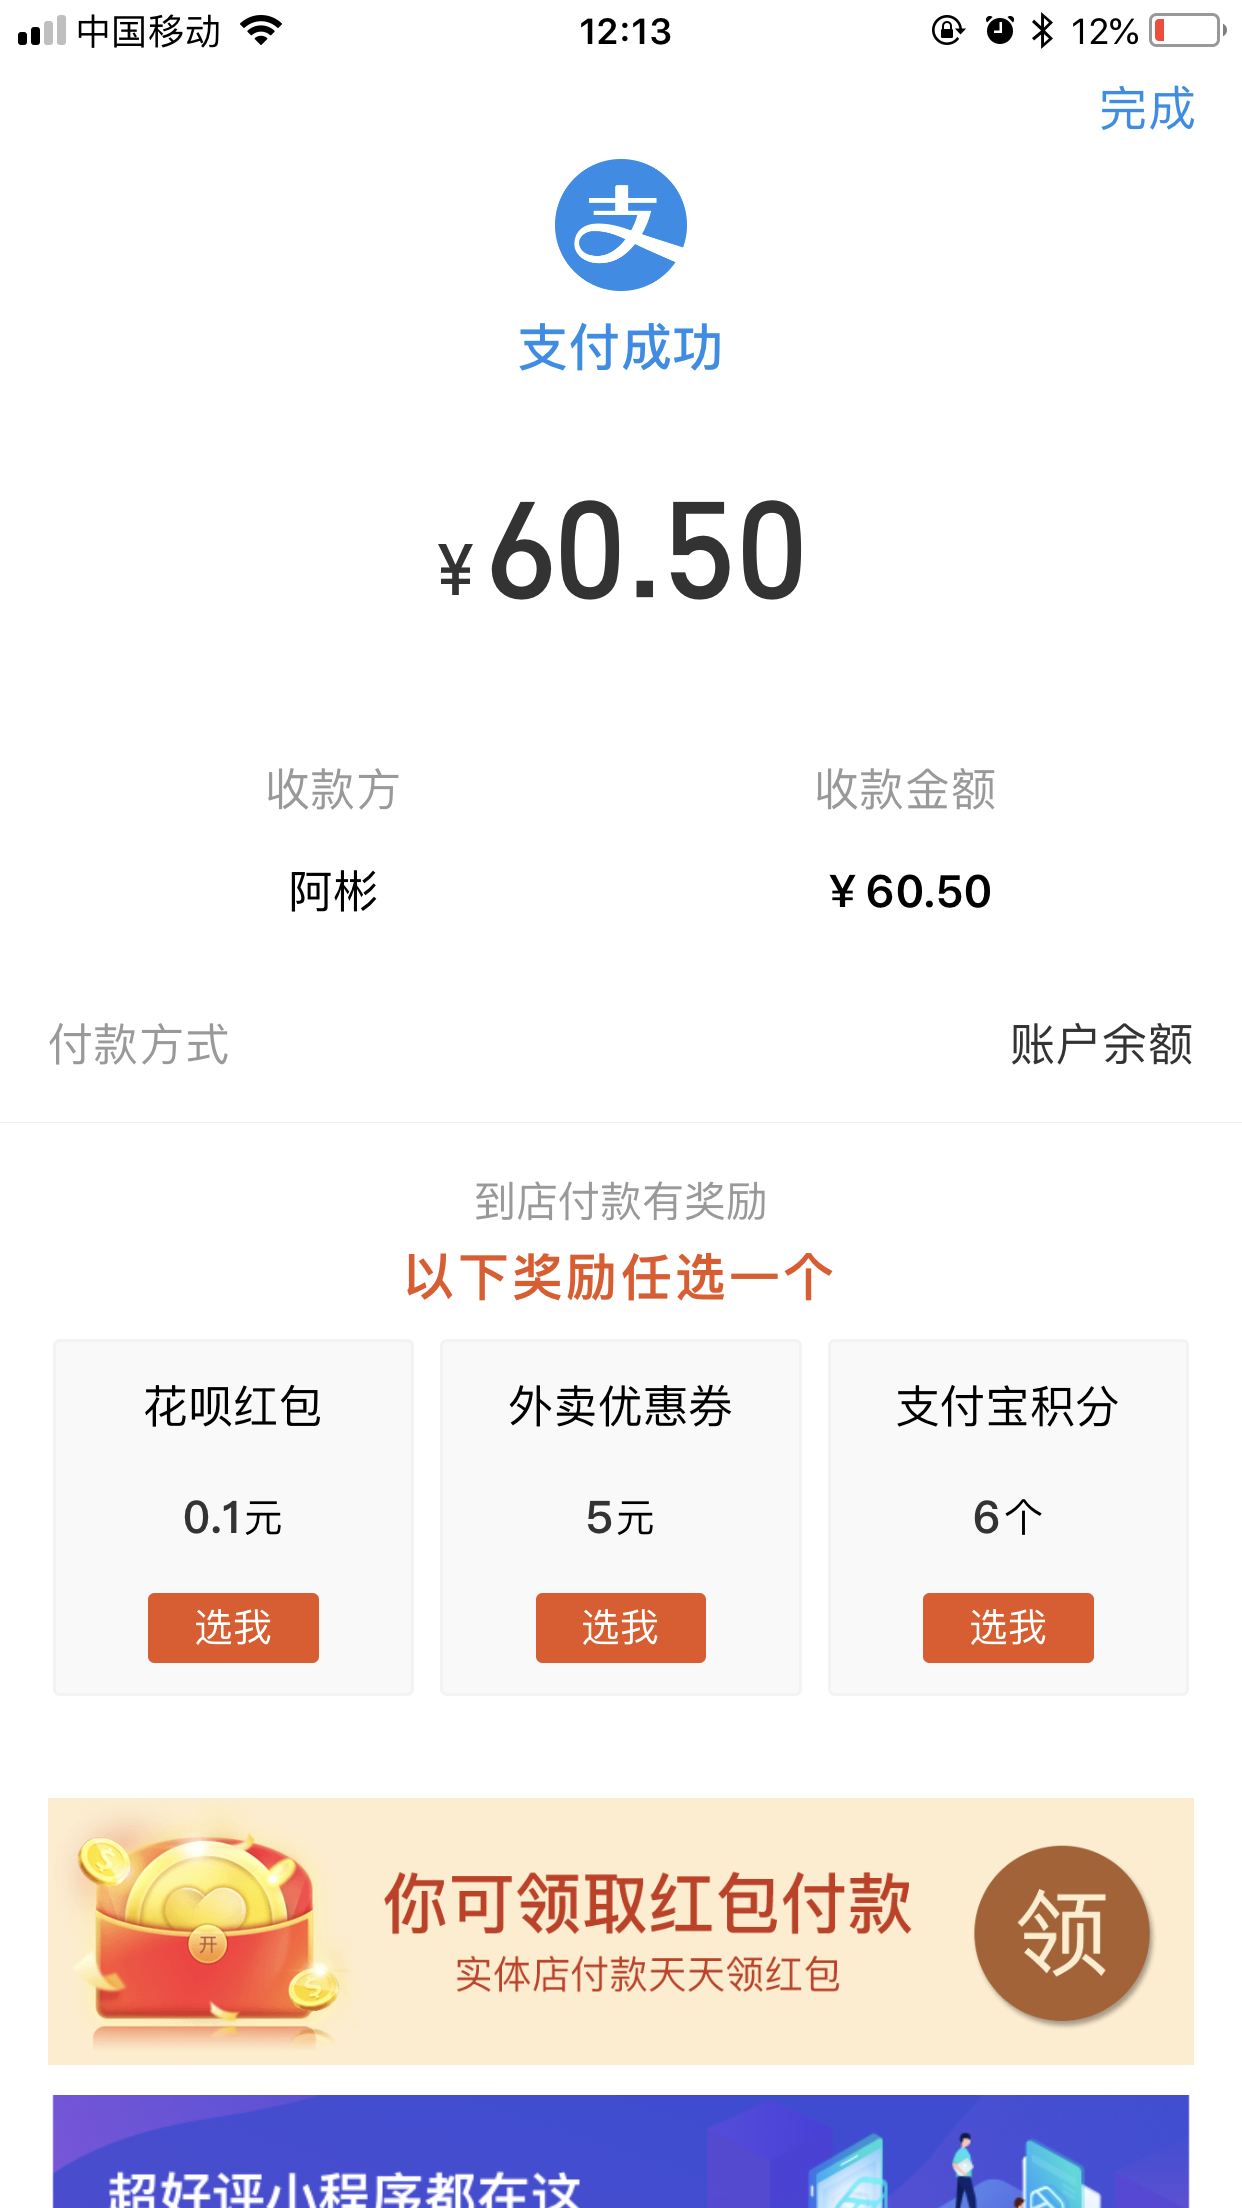 中国移动 12:13 12%
完成
支
支付成功
¥60.50
收款方 收款金额
阿彬 ¥ 60.50
付款方式 账户余额
到店付款有奖励
以下奖励任选一个
花呗红包 外卖优惠券 支付宝积分
0.1元 5元 6个
选我 选我 选我
开
你可领取红包付款
实体店付款天天领红包
领
超好评小程序都在这